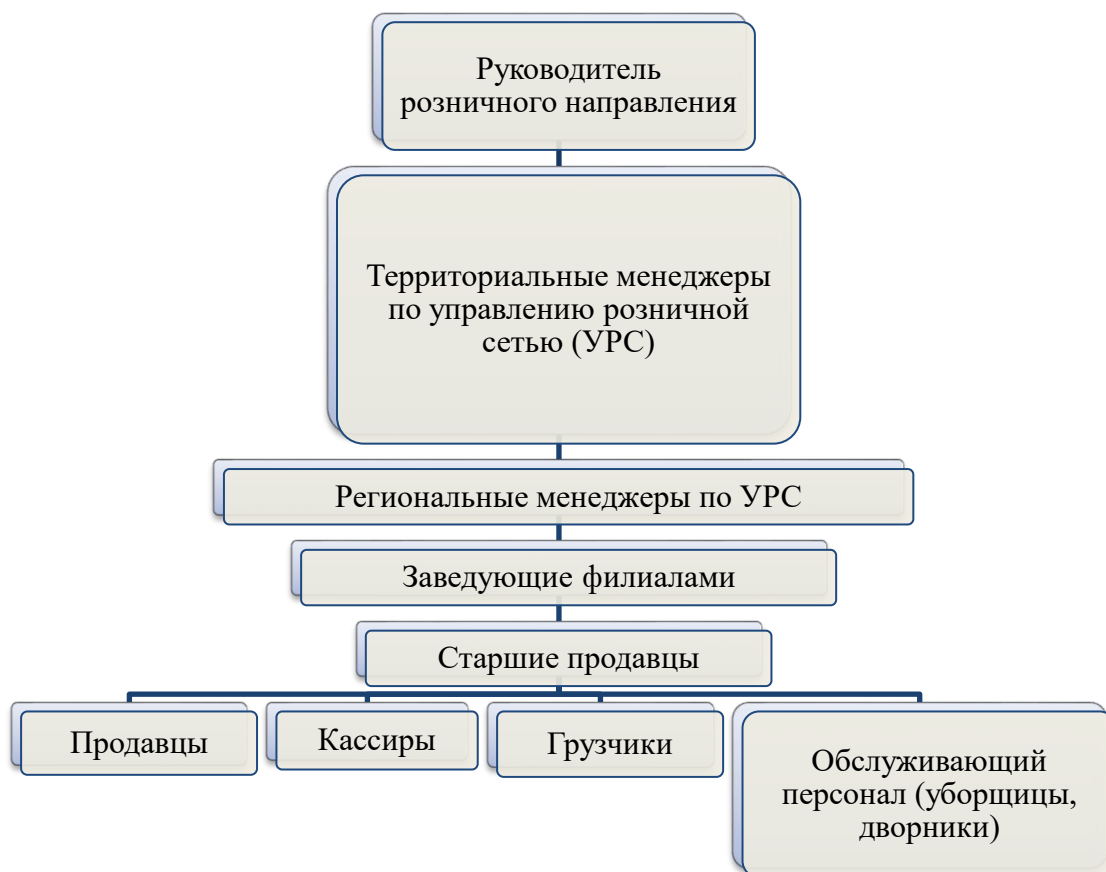 Руководитель
розничного направления
Территориальные менеджеры
по управлению розничной
сетью (УРС)
Региональные менеджеры по УРС
Заведующие филиалами
Старшие продавцы
Продавцы
Кассиры
Грузчики
Обслуживающий
персонал (уборщицы,
дворники)